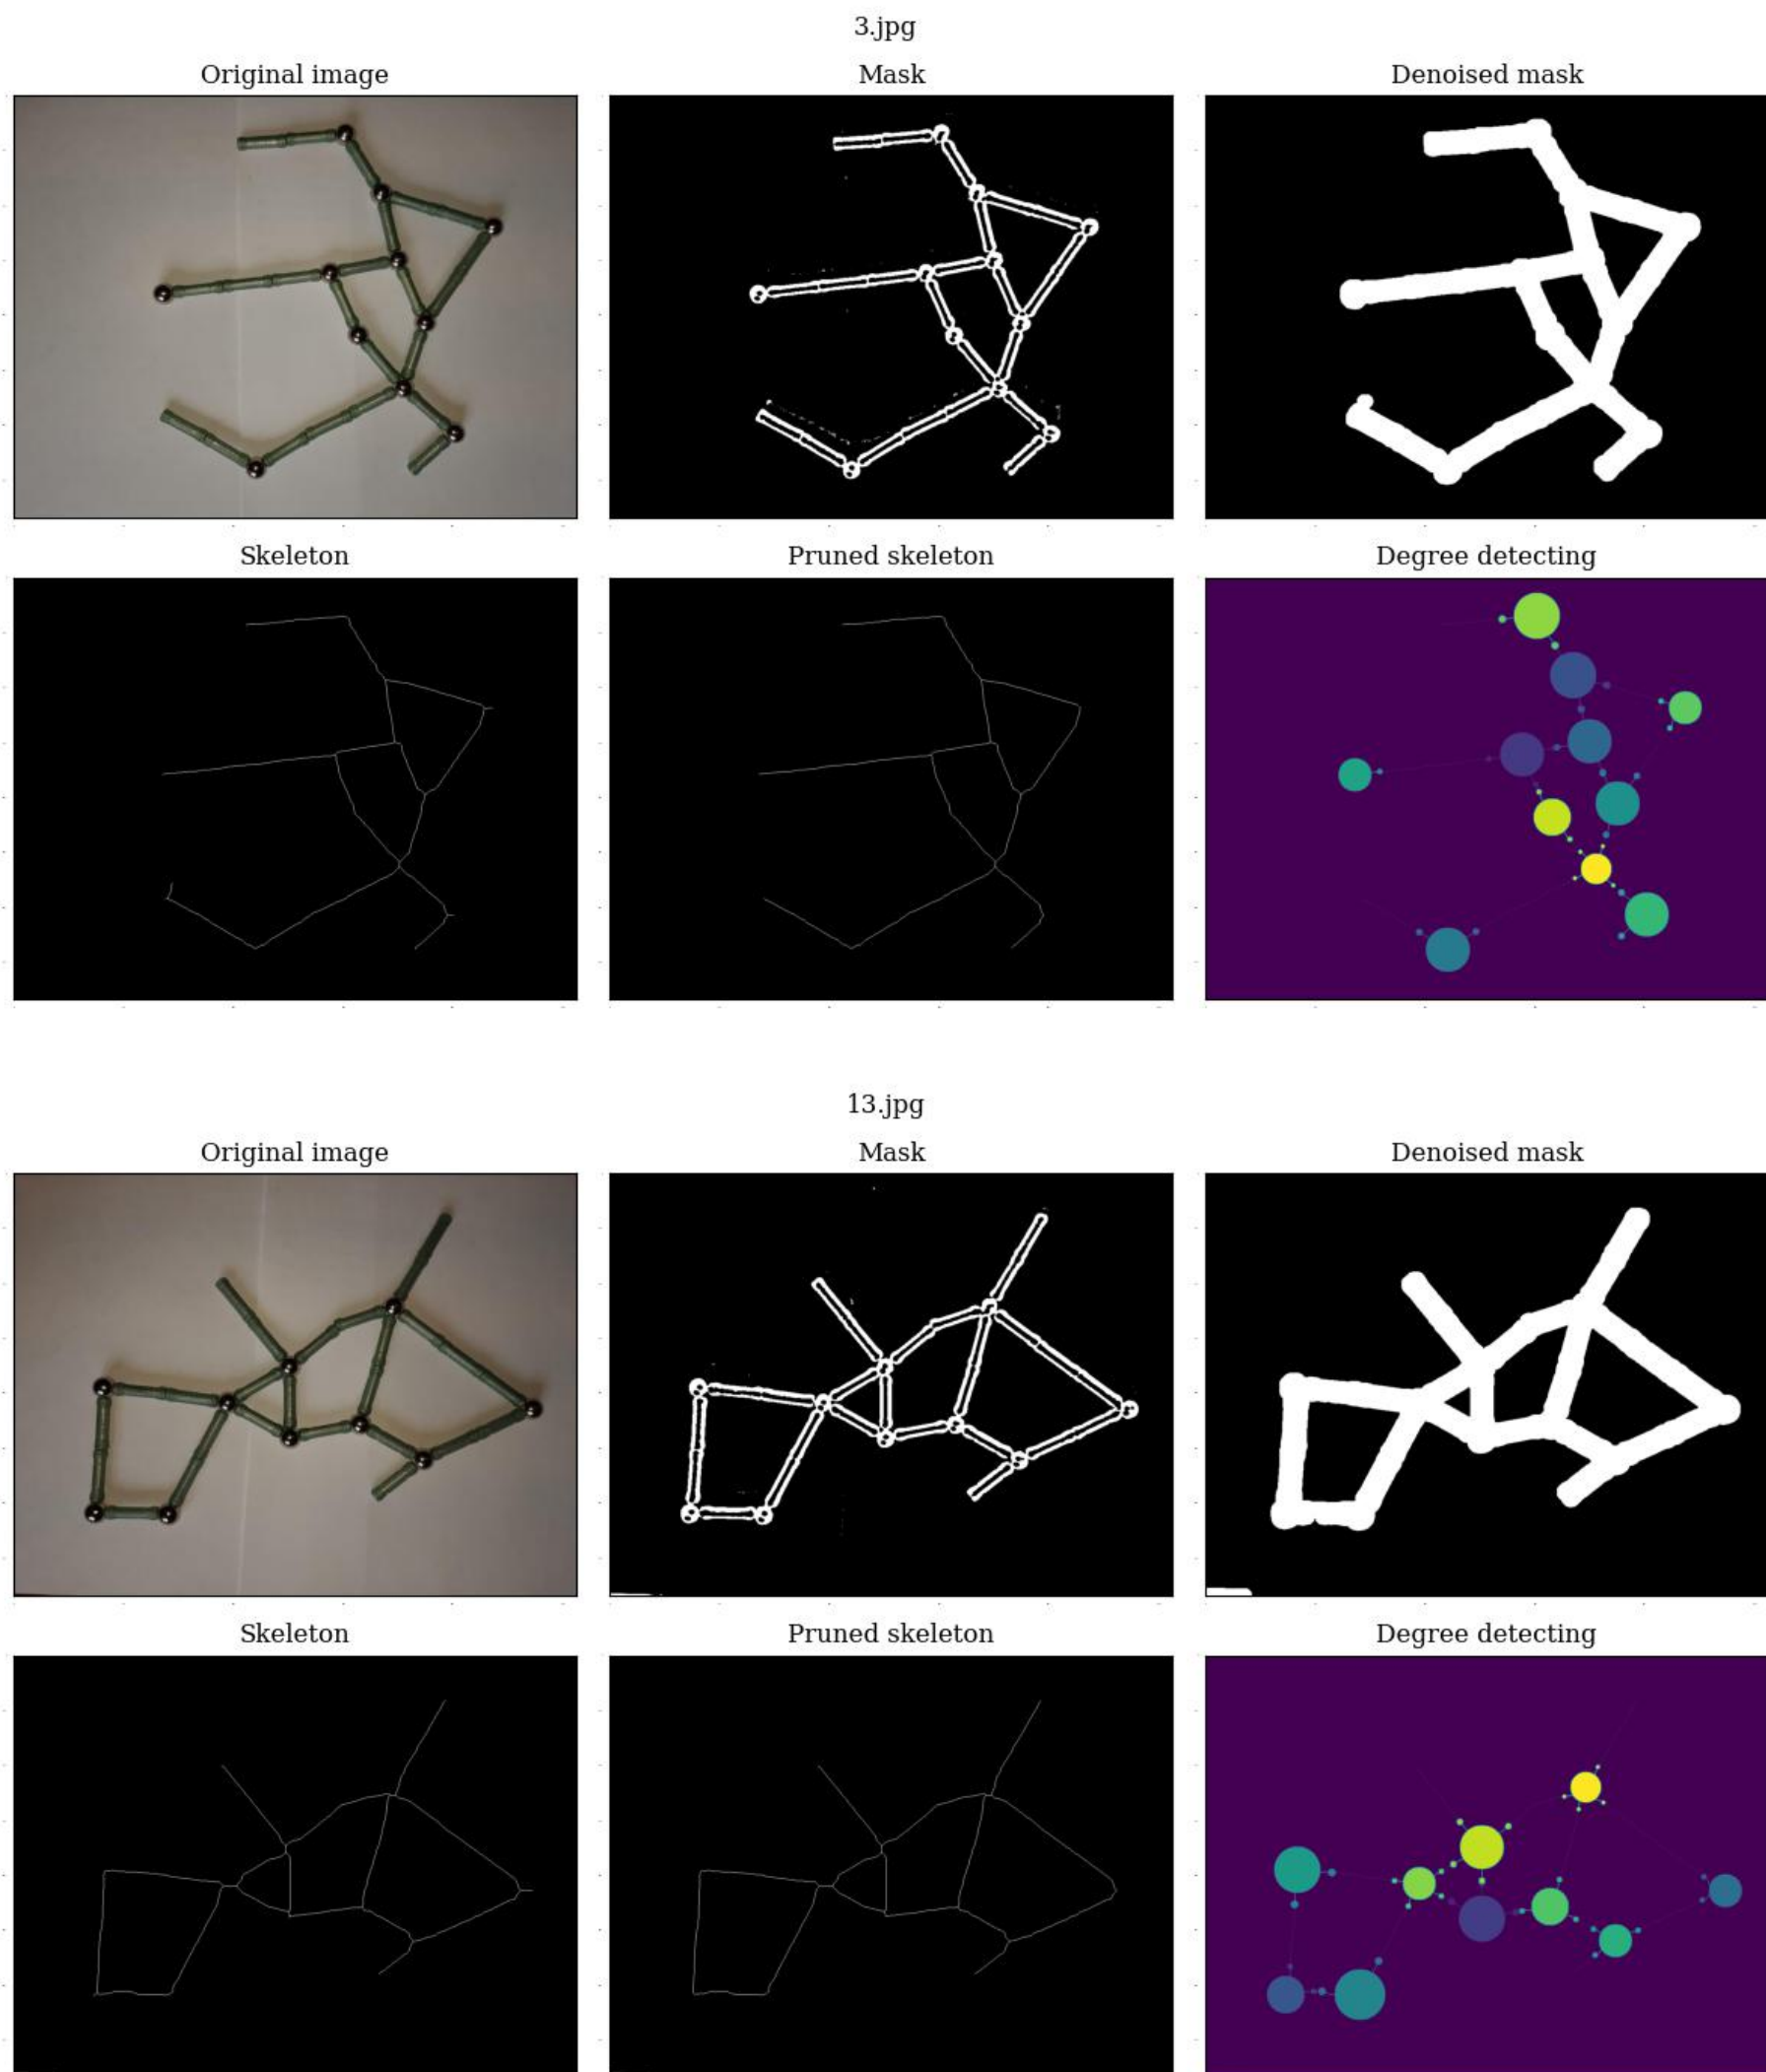 3.jpg
Original image
Mask
Denoised mask
Skeleton
Pruned skeleton
Degree detecting
13.jpg
Original image
Mask
Denoised mask
Skeleton
Pruned skeleton
Degree detecting